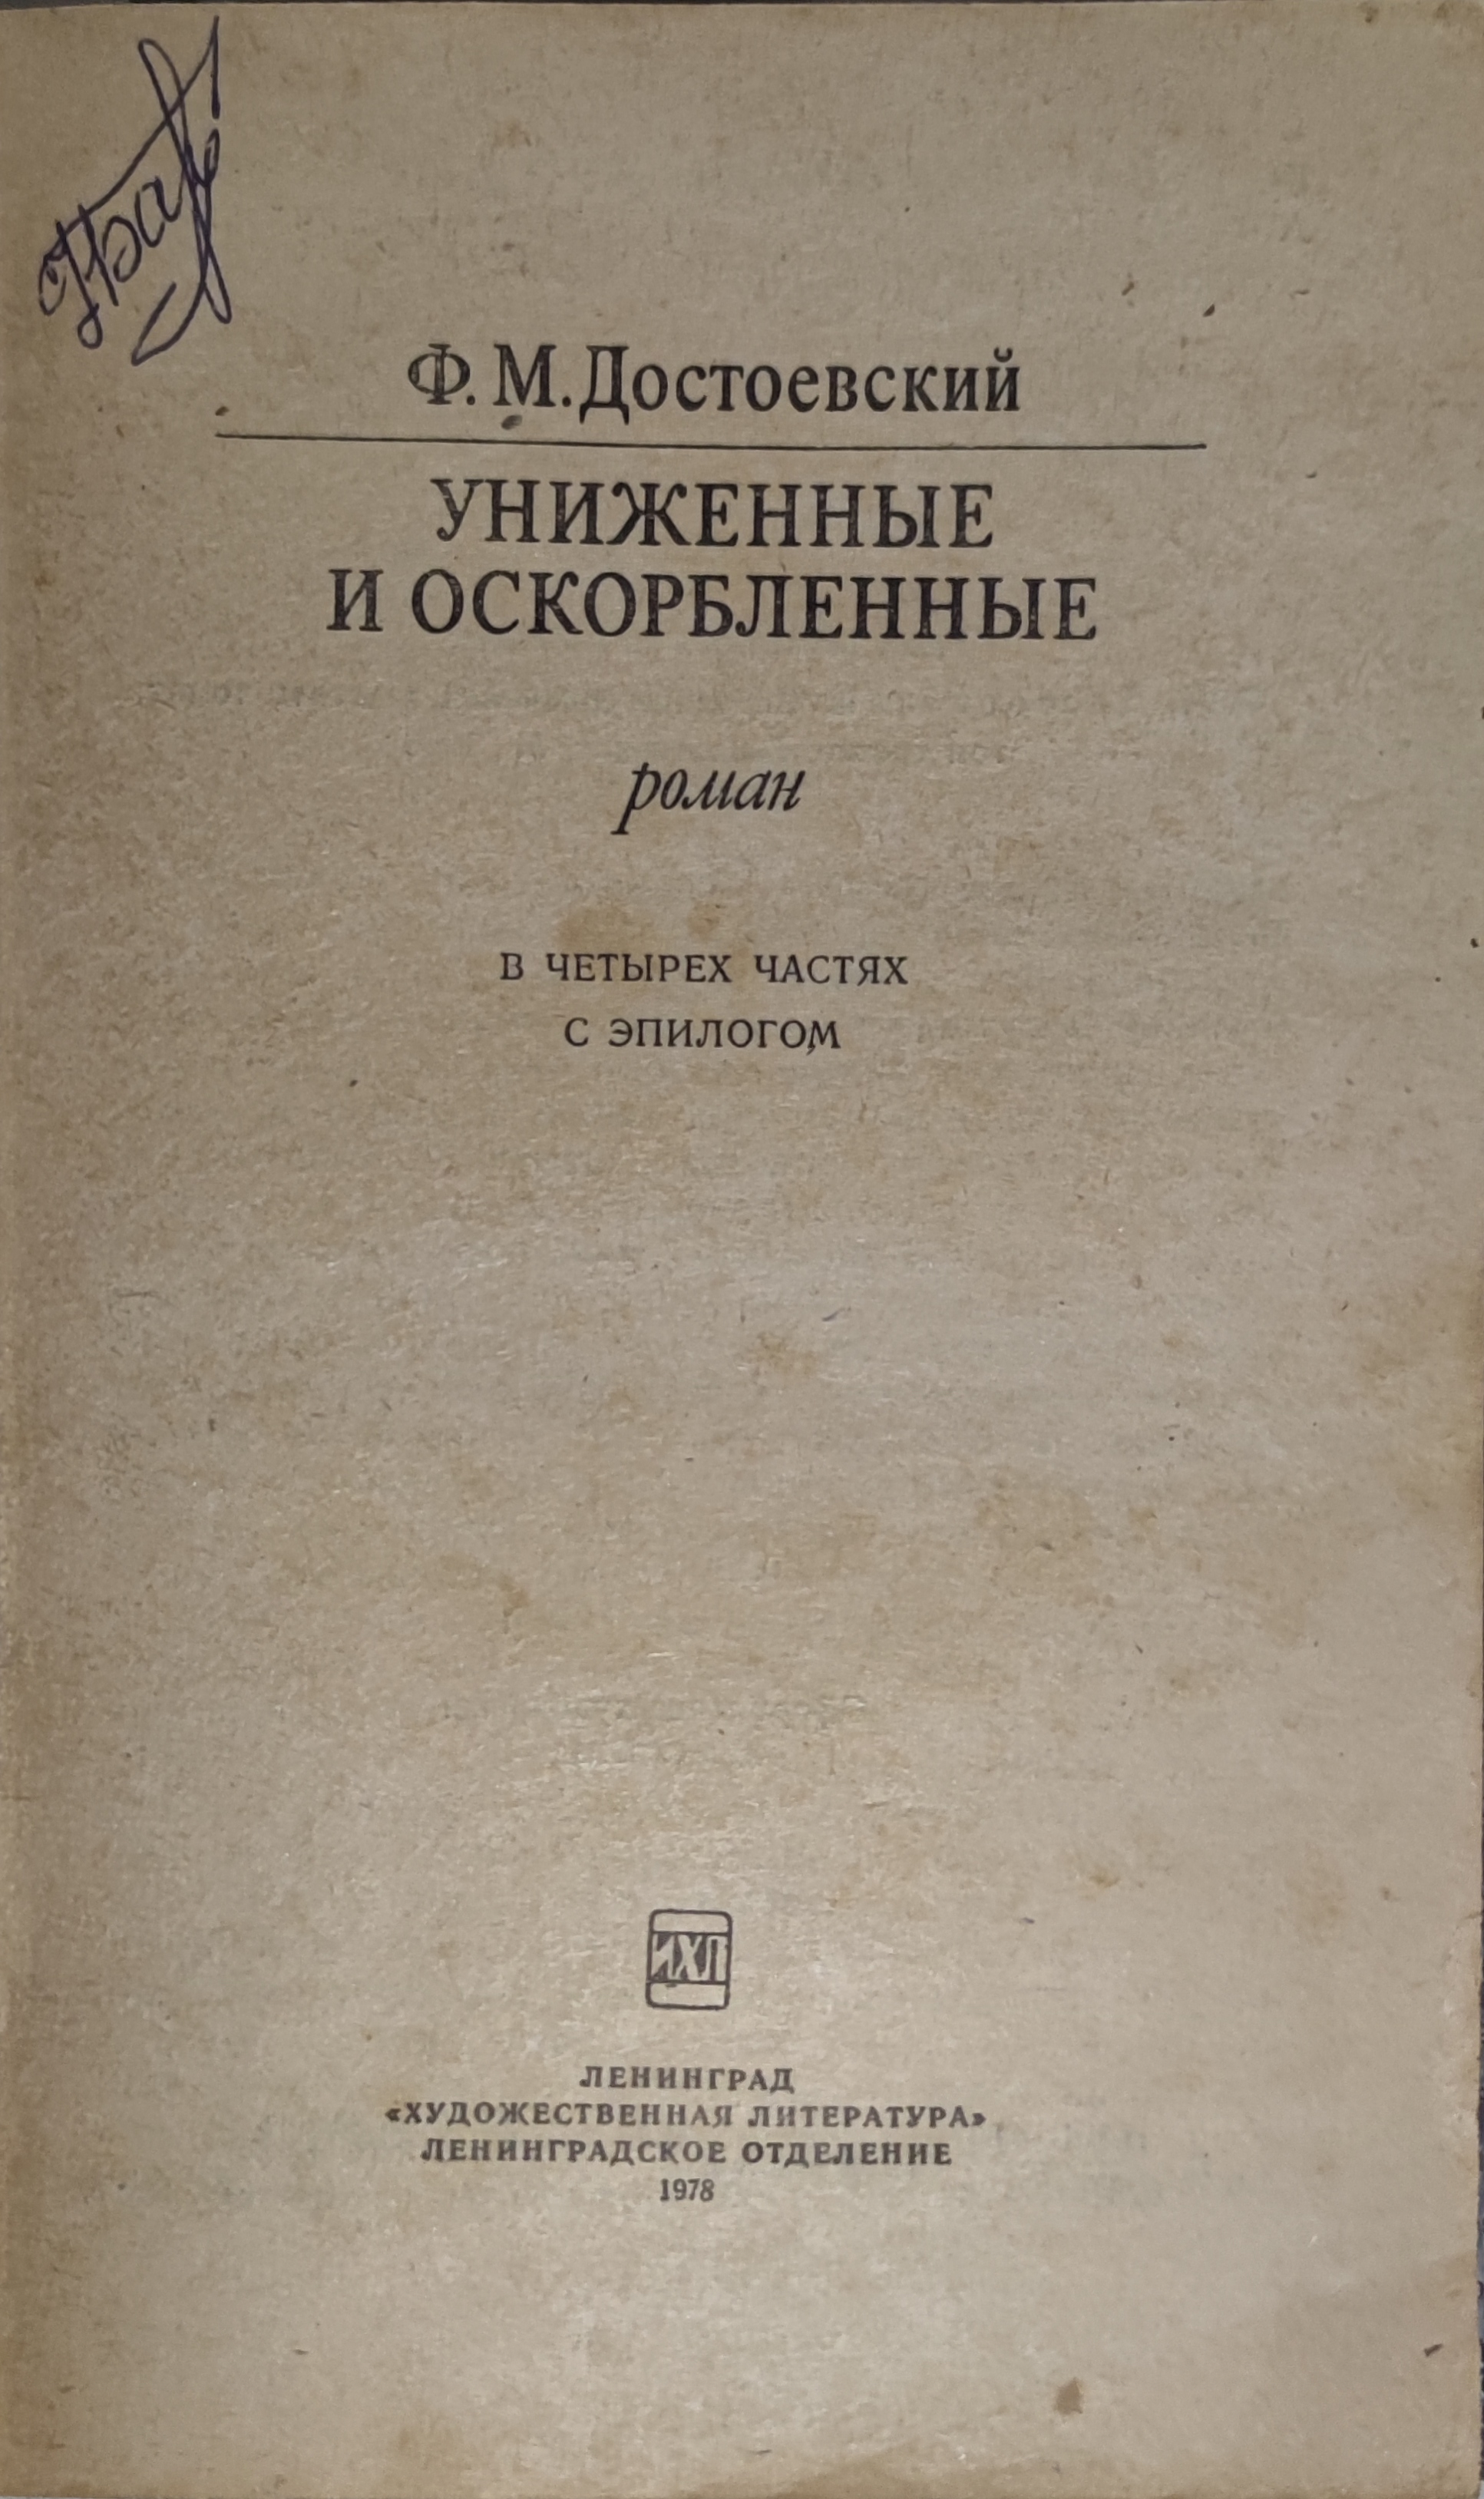 Ф. М. Достоевский
УНИЖЕННЫЕ
И ОСКОРБЛЕННЫЕ
роман
В ЧЕТЫРЕХ ЧАСТЯХ
С ЭПИЛОГОМ
ИХЛ
ЛЕНИНГРАД
«ХУДОЖЕСТВЕННАЯ ЛИТЕРАТУРА»
ЛЕНИНГРАДСКОЕ ОТДЕЛЕНИЕ
1978